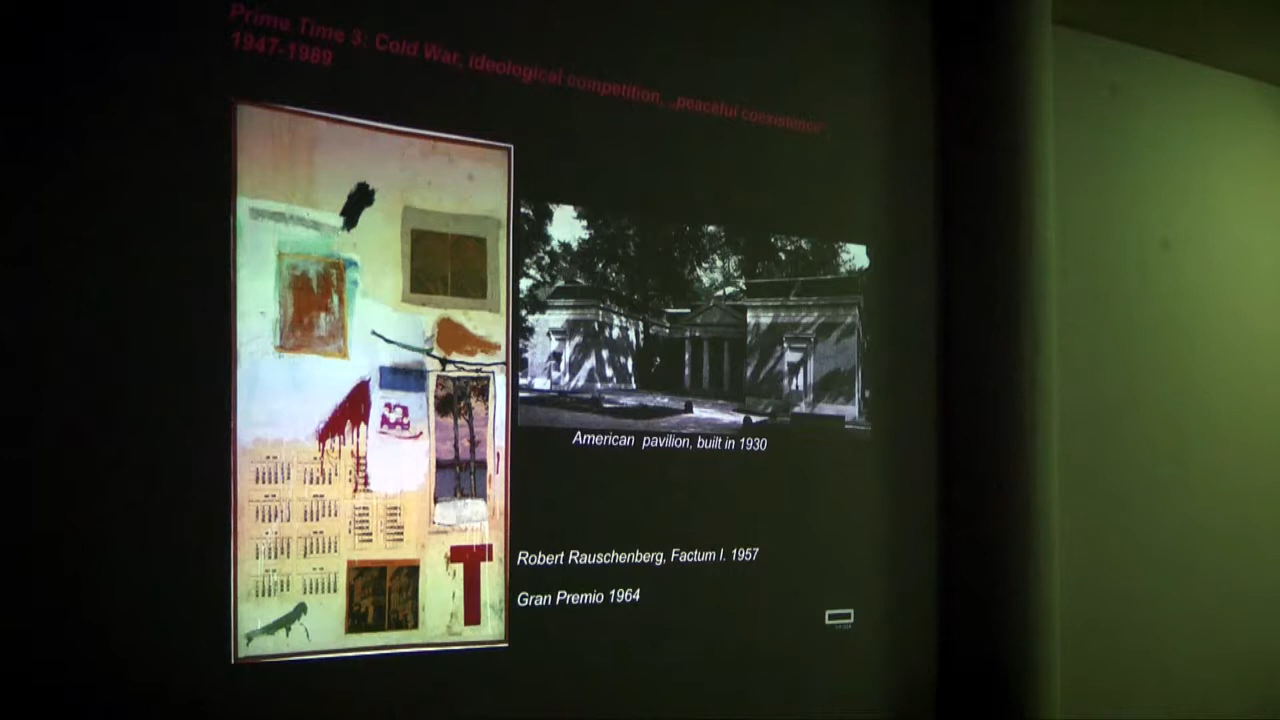 Prime Time 3: Cold War, ideological competition, „peaceful coexistence“,
1947-1989
American pavilion, built in 1930
Robert Rauschenberg, Factum I. 1957
Gran Premio 1964
T